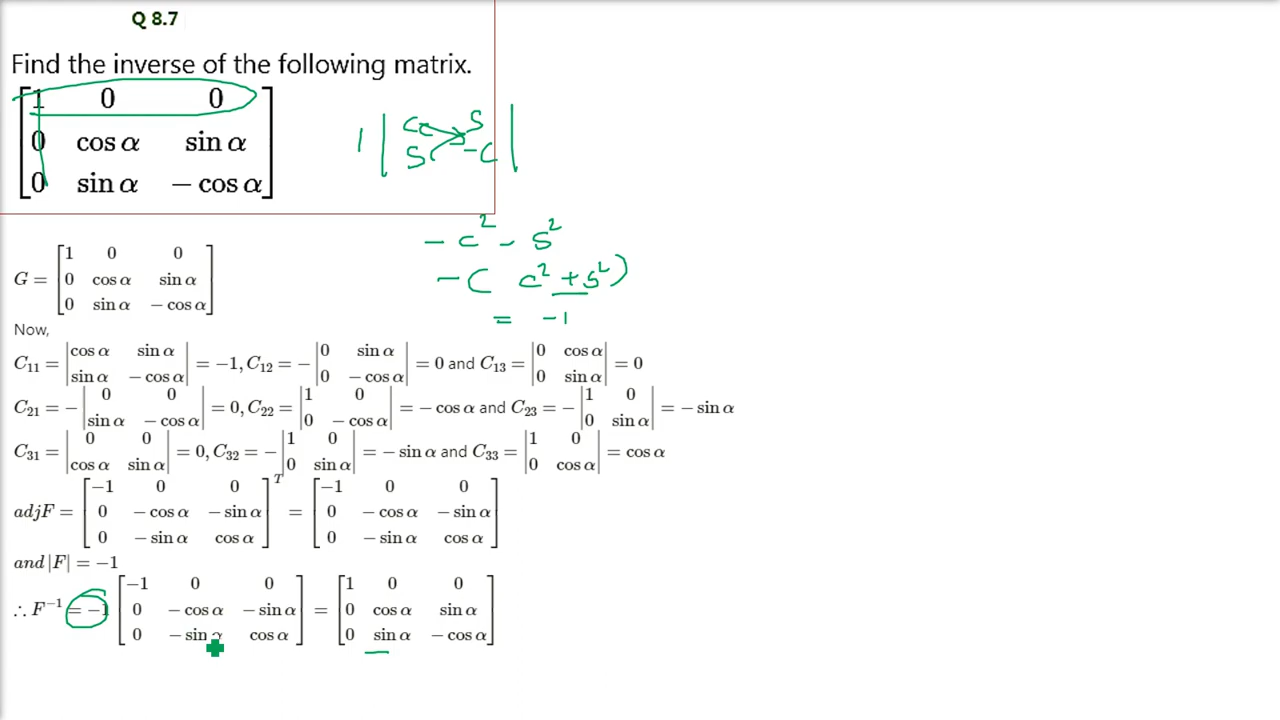 Q 8.7
Find the inverse of the following matrix.
[1 0 0
0 cos α sin α
0 sin α − cos α]
1 | c s
s -c |
- c² - s²
- ( c² + s²)
= -1
G = [1 0 0
0 cos α sin α
0 sin α − cos α]
Now,
C₁₁ = |cos α sin α
sin α − cos α| = −1, C₁₂ = − |0 sin α
0 − cos α| = 0 and C₁₃ = |0 cos α
0 sin α| = 0
C₂₁ = − |0 0
sin α − cos α| = 0, C₂₂ = |1 0
0 − cos α| = − cos α and C₂₃ = − |1 0
0 sin α| = − sin α
C₃₁ = |0 0
cos α sin α| = 0, C₃₂ = − |1 0
0 sin α| = − sin α and C₃₃ = |1 0
0 cos α| = cos α
adjF = [−1 0 0
0 − cos α − sin α
0 − sin α cos α]ᵀ = [−1 0 0
0 − cos α − sin α
0 − sin α cos α]
and |F| = −1
∴ F⁻¹ = −1 [−1 0 0
0 − cos α − sin α
0 − sin α cos α] = [1 0 0
0 cos α sin α
0 sin α − cos α]